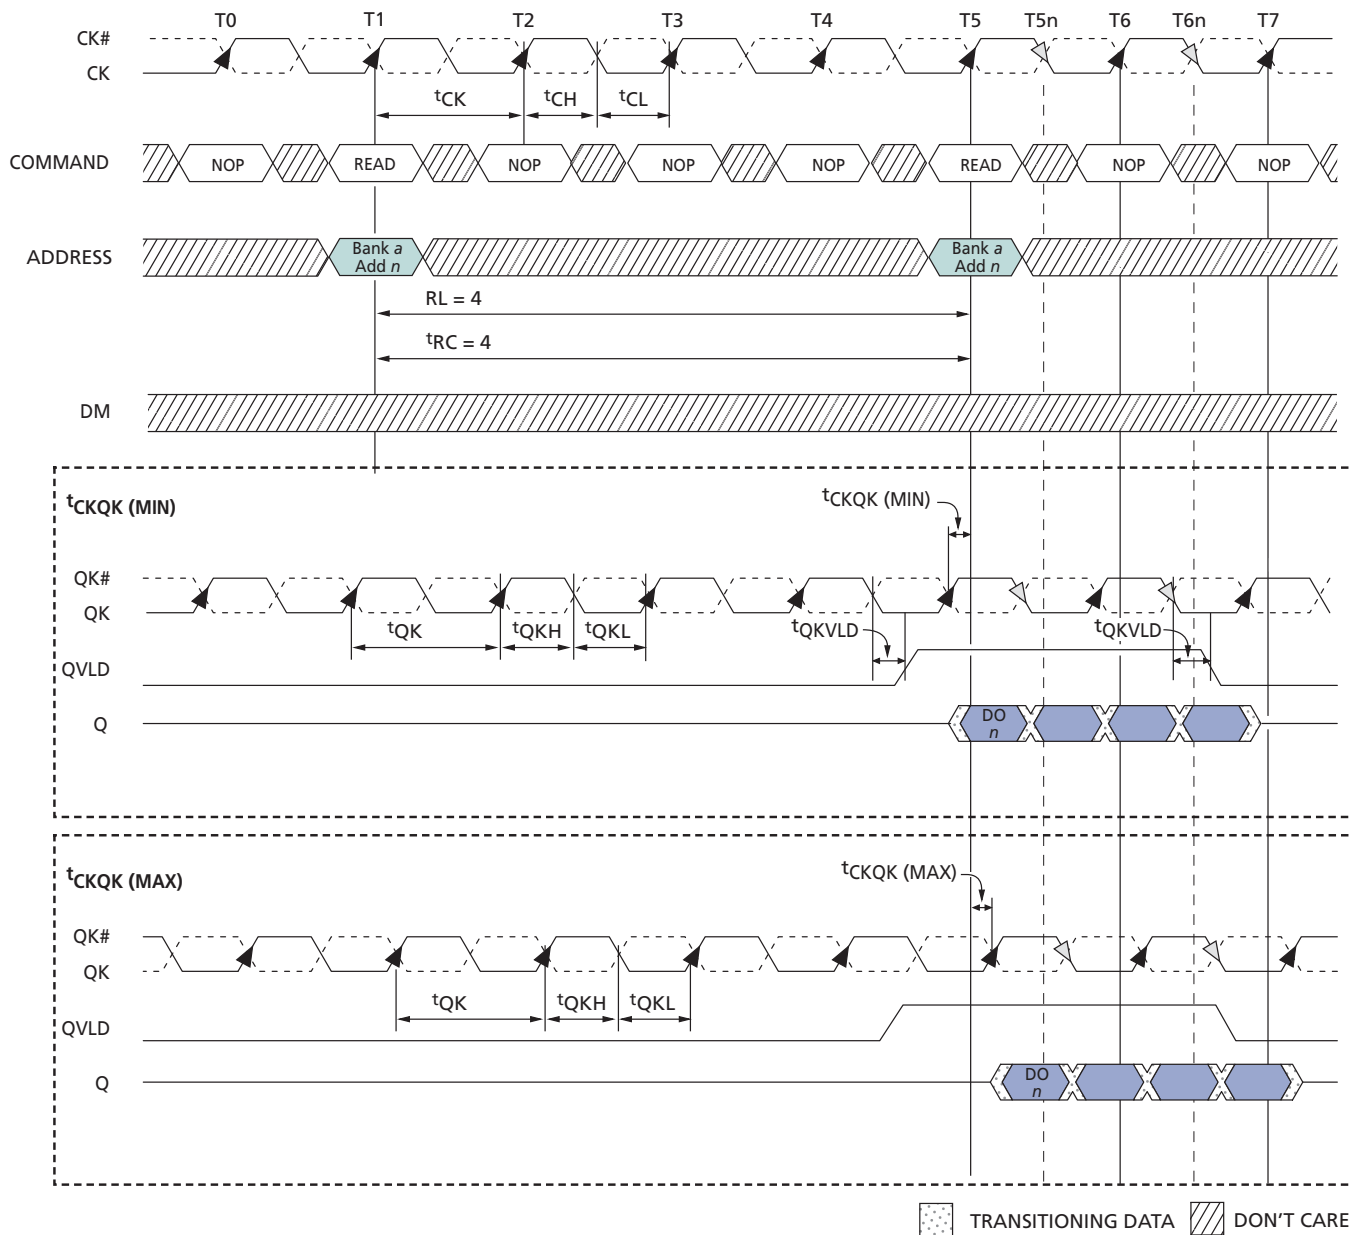 T0 T1 T2 T3 T4 T5 T5n T6 T6n T7
CK#
CK
tCK tCH tCL
COMMAND NOP READ NOP NOP NOP READ NOP NOP
ADDRESS Bank a Add n Bank a Add n
RL = 4
tRC = 4
DM
tCKQK (MIN)
tCKQK (MIN)
QK#
QK
tQK tQKH tQKL tQKVLD tQKVLD
QVLD
Q DO n
tCKQK (MAX)
tCKQK (MAX)
QK#
QK
tQK tQKH tQKL
QVLD
Q DO n
TRANSITIONING DATA DON'T CARE